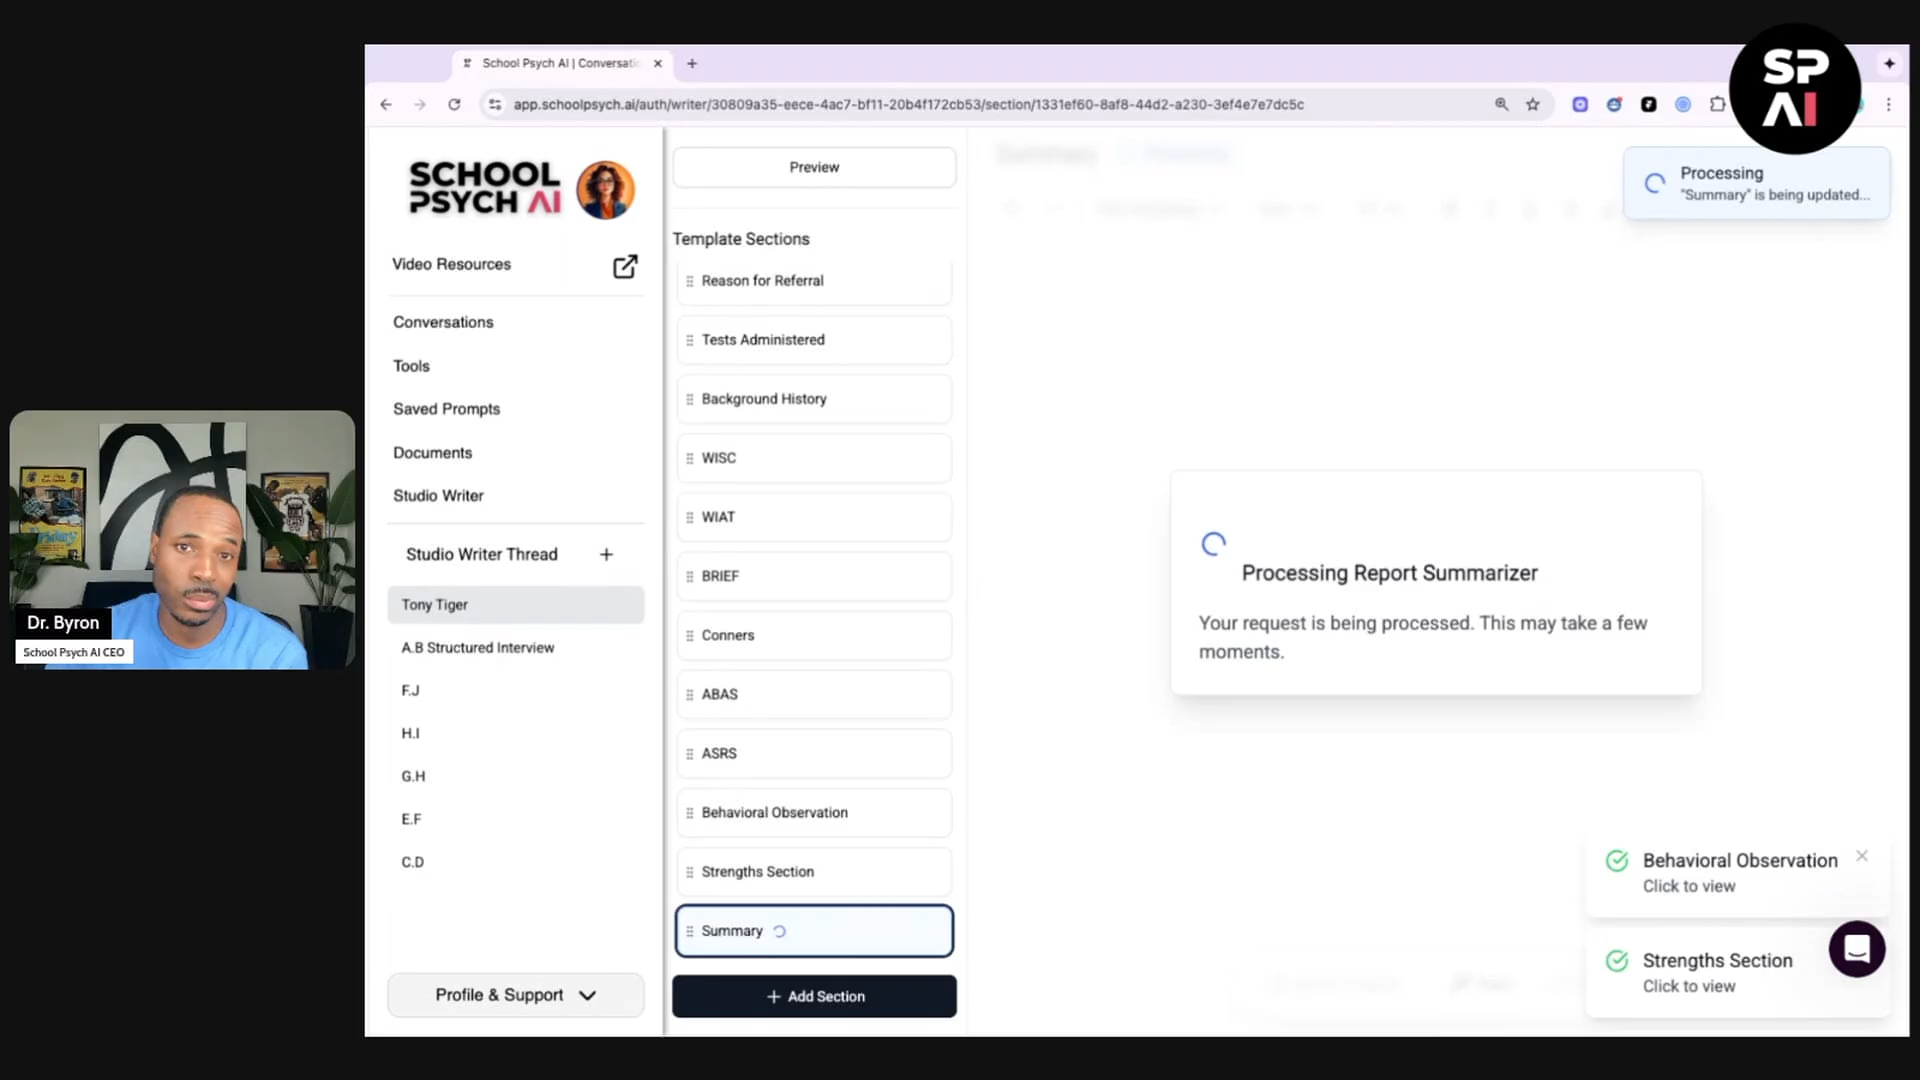 School Psych AI | Conversati
app.schoolpsych.ai/auth/writer/30809a35-eece-4ac7-bf11-20b4f172cb53/section/1331ef60-8af8-44d2-a230-3ef4e7e7dc5c
SP
AI
SCHOOL
PSYCH AI
Video Resources
Conversations
Tools
Saved Prompts
Documents
Studio Writer
Studio Writer Thread
Tony Tiger
A.B Structured Interview
F.J
H.I
G.H
E.F
C.D
Profile & Support
Preview
Template Sections
Reason for Referral
Tests Administered
Background History
WISC
WIAT
BRIEF
Conners
ABAS
ASRS
Behavioral Observation
Strengths Section
Summary
+ Add Section
Summary
Processing
"Summary" is being updated...
Processing Report Summarizer
Your request is being processed. This may take a few
moments.
Behavioral Observation
Click to view
Strengths Section
Click to view
Friday
Dr. Byron
School Psych AI CEO